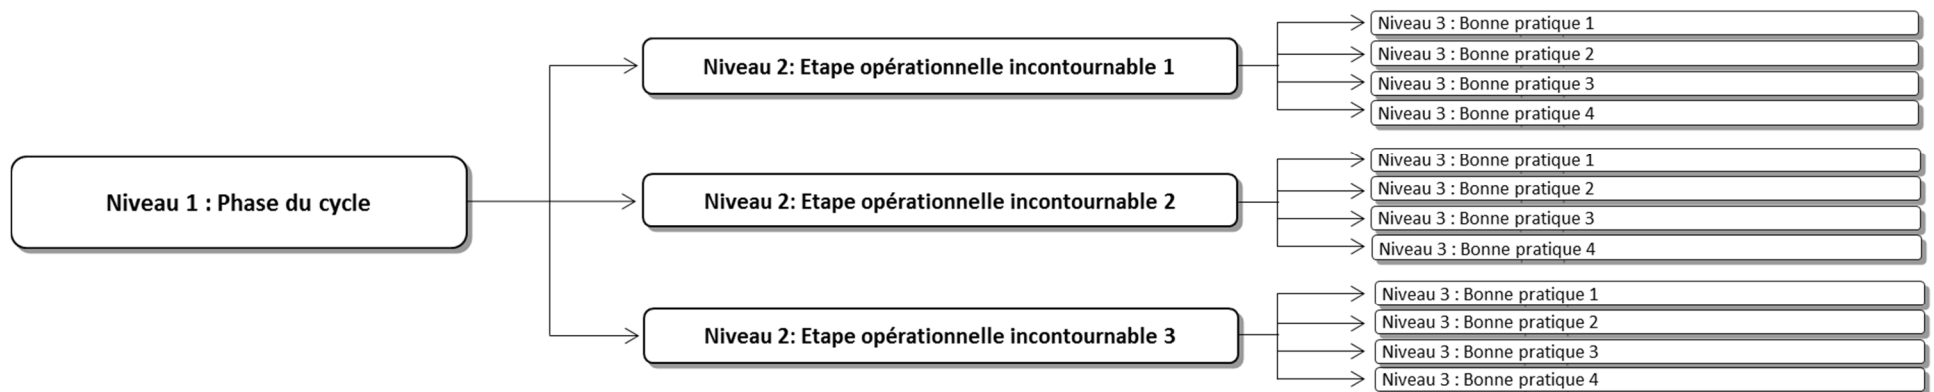 Niveau 1 : Phase du cycle
Niveau 2: Etape opérationnelle incontournable 1
Niveau 3 : Bonne pratique 1
Niveau 3 : Bonne pratique 2
Niveau 3 : Bonne pratique 3
Niveau 3 : Bonne pratique 4
Niveau 2: Etape opérationnelle incontournable 2
Niveau 3 : Bonne pratique 1
Niveau 3 : Bonne pratique 2
Niveau 3 : Bonne pratique 3
Niveau 3 : Bonne pratique 4
Niveau 2: Etape opérationnelle incontournable 3
Niveau 3 : Bonne pratique 1
Niveau 3 : Bonne pratique 2
Niveau 3 : Bonne pratique 3
Niveau 3 : Bonne pratique 4